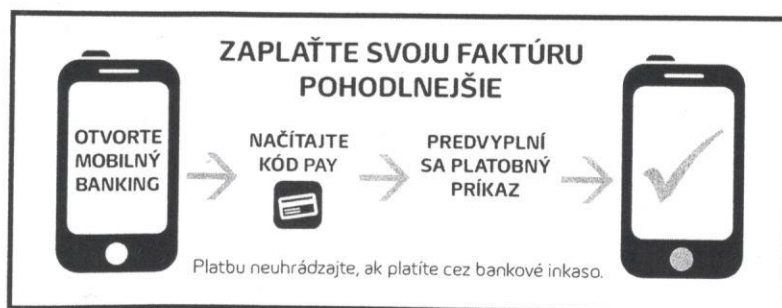 ZAPLAŤTE SVOJU FAKTÚRU
POHODLNEJŠIE
OTVORTE
MOBILNÝ
BANKING
NAČÍTAJTE
KÓD PAY
PREDVYPLNÍ
SA PLATOBNÝ
PRÍKAZ
Platbu neuhrádzajte, ak platíte cez bankové inkaso.